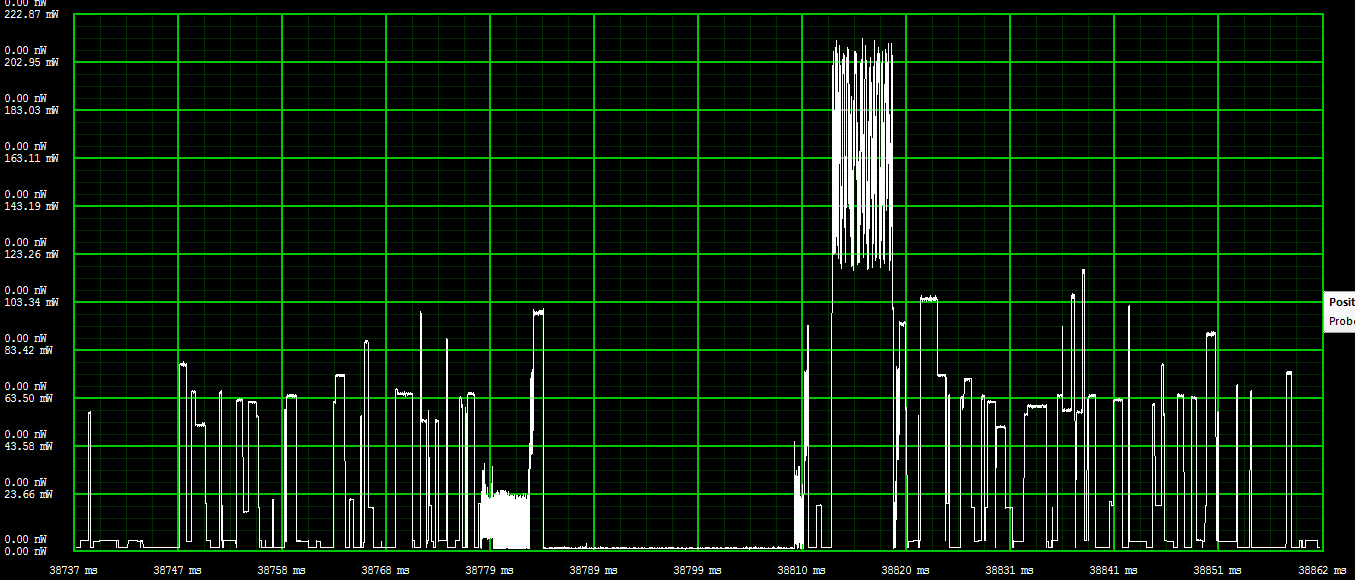 0.00 nW
222.87 mW
0.00 nW
202.95 mW
0.00 nW
183.03 mW
0.00 nW
163.11 mW
0.00 nW
143.19 mW
0.00 nW
123.26 mW
0.00 nW
103.34 mW
0.00 nW
83.42 mW
0.00 nW
63.50 mW
0.00 nW
43.58 mW
0.00 nW
23.66 mW
0.00 nW
0.00 nW
38737 ms 38747 ms 38758 ms 38768 ms 38779 ms 38789 ms 38799 ms 38810 ms 38820 ms 38831 ms 38841 ms 38851 ms 38862 ms
Posit
Probe